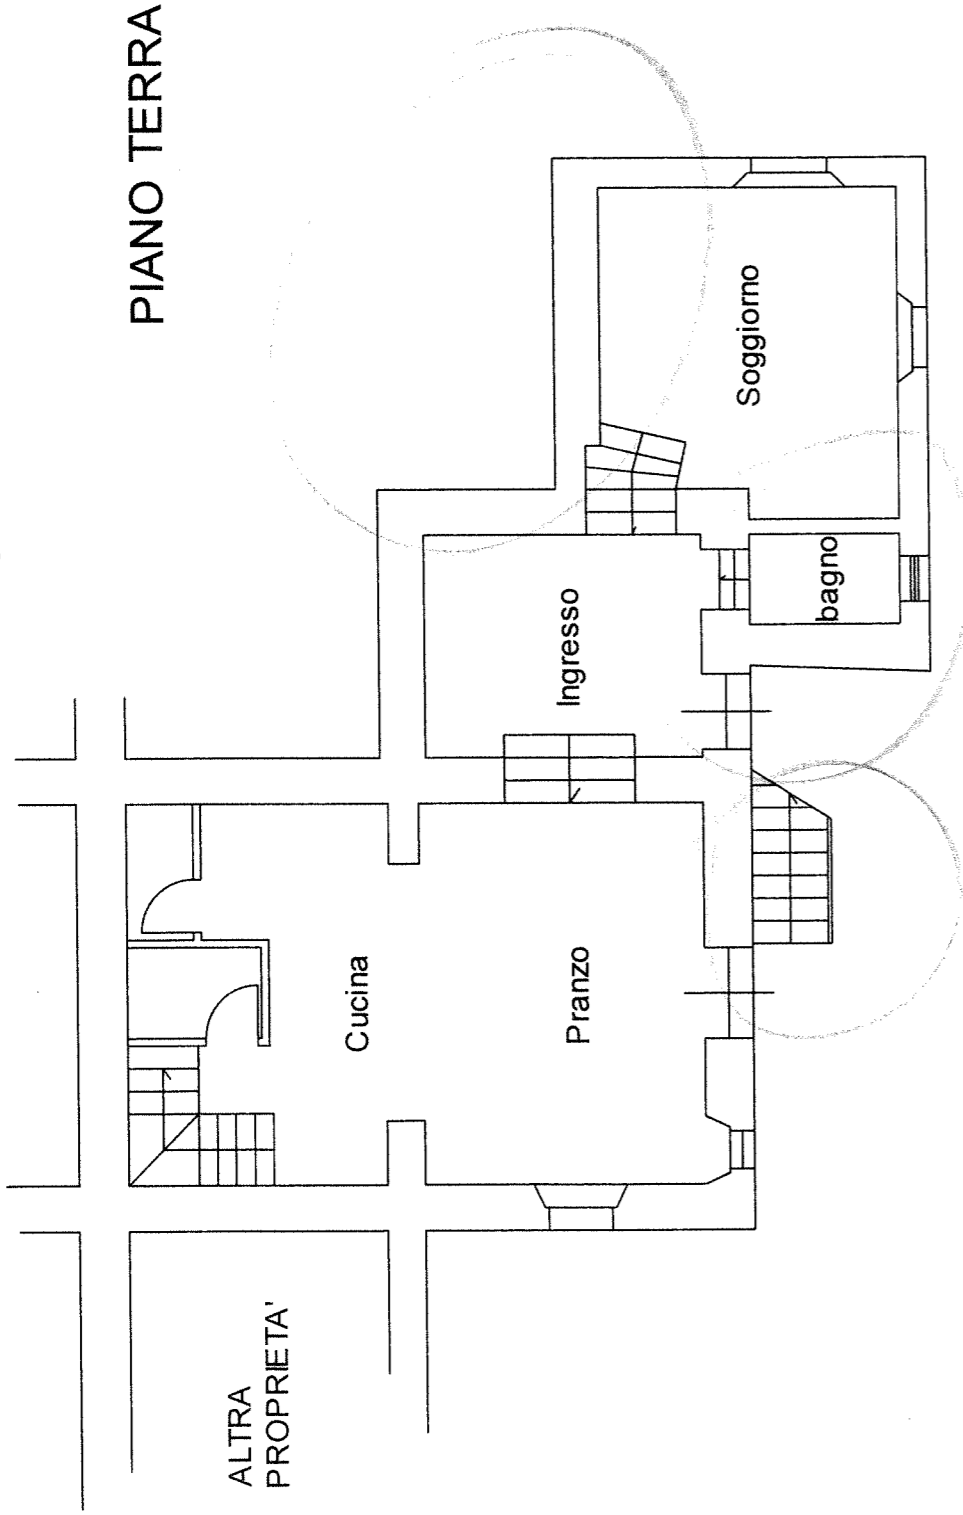 PIANO TERRA
Soggiorno
bagno
Ingresso
Cucina
Pranzo
ALTRA
PROPRIETA'